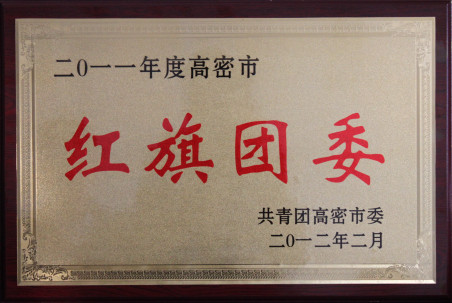 二0一一年度高密市
红旗团委
共青团高密市委
二0一二年二月